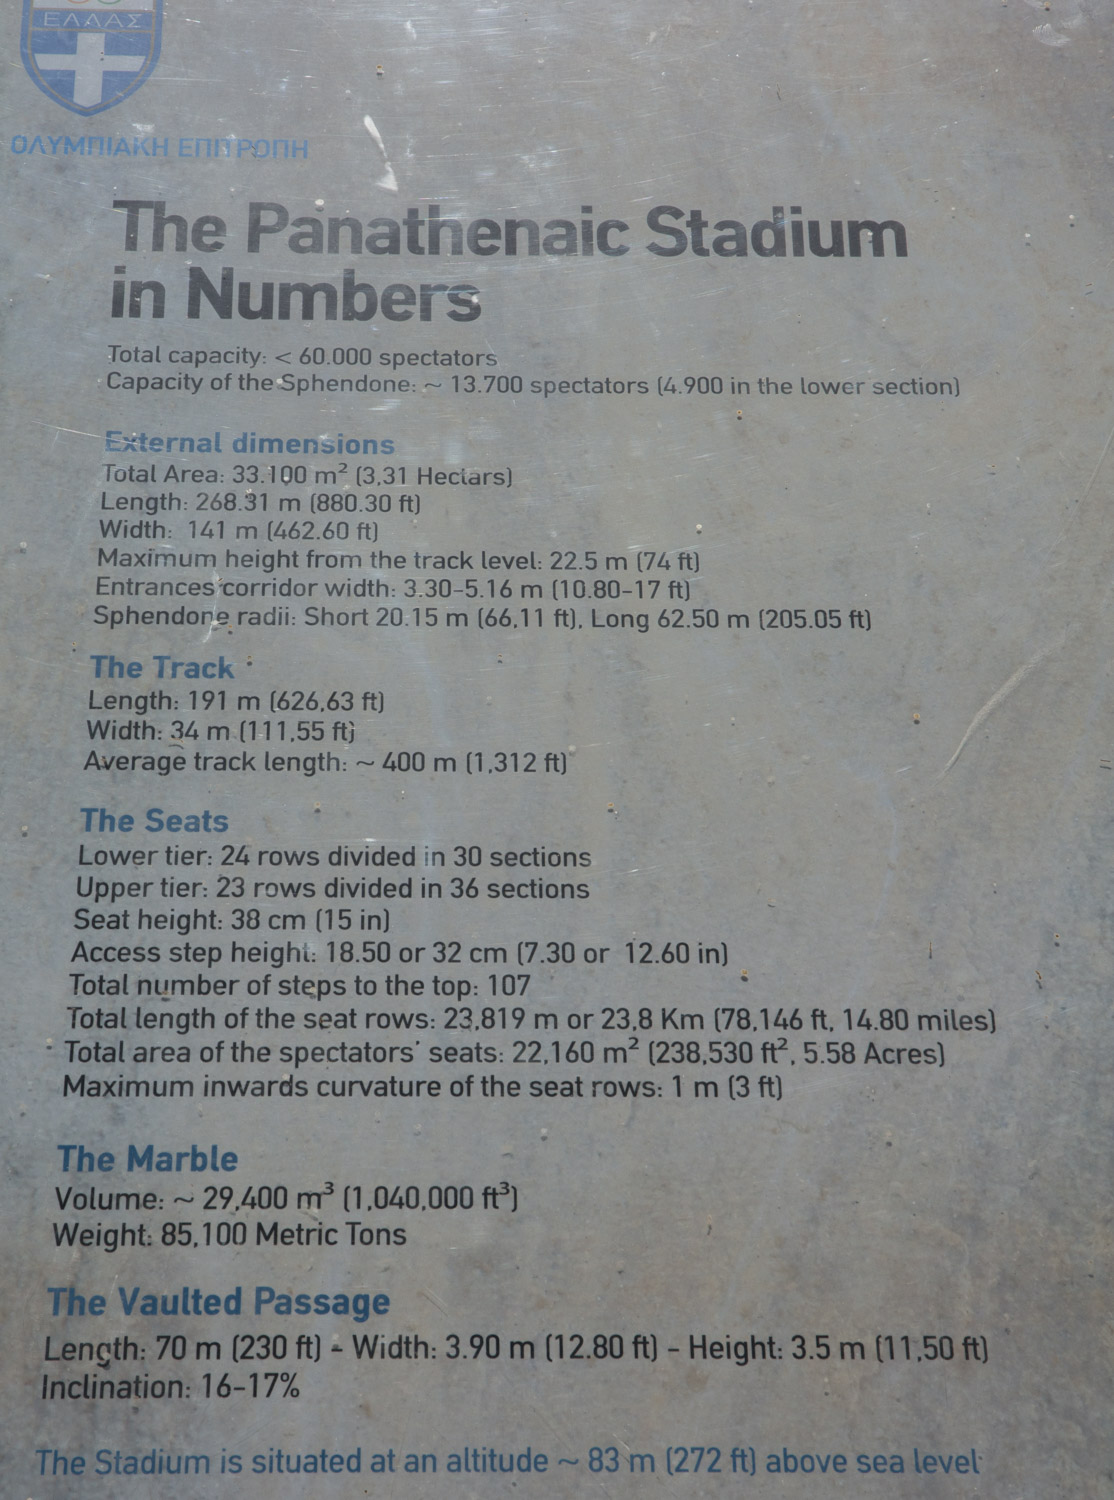 ΕΛΛΑΣ
ΟΛΥΜΠΙΑΚΗ ΕΠΙΤΡΟΠΗ
The Panathenaic Stadium
in Numbers
Total capacity: < 60.000 spectators
Capacity of the Sphendone: ~ 13.700 spectators (4.900 in the lower section)
External dimensions
Total Area: 33.100 m² (3,31 Hectars)
Length: 268.31 m (880.30 ft)
Width: 141 m (462.60 ft)
Maximum height from the track level: 22.5 m (74 ft)
Entrances corridor width: 3.30-5.16 m (10.80-17 ft)
Sphendone radii: Short 20.15 m (66,11 ft), Long 62.50 m (205.05 ft)
The Track
Length: 191 m (626,63 ft)
Width: 34 m (111,55 ft)
Average track length: ~ 400 m (1,312 ft)
The Seats
Lower tier: 24 rows divided in 30 sections
Upper tier: 23 rows divided in 36 sections
Seat height: 38 cm (15 in)
Access step height: 18.50 or 32 cm (7.30 or 12.60 in)
Total number of steps to the top: 107
Total length of the seat rows: 23,819 m or 23,8 Km (78,146 ft, 14.80 miles)
Total area of the spectators' seats: 22,160 m² (238,530 ft², 5.58 Acres)
Maximum inwards curvature of the seat rows: 1 m (3 ft)
The Marble
Volume: ~ 29,400 m³ (1,040,000 ft³)
Weight: 85,100 Metric Tons
The Vaulted Passage
Length: 70 m (230 ft) - Width: 3.90 m (12.80 ft) - Height: 3.5 m (11,50 ft)
Inclination: 16-17%
The Stadium is situated at an altitude ~ 83 m (272 ft) above sea level